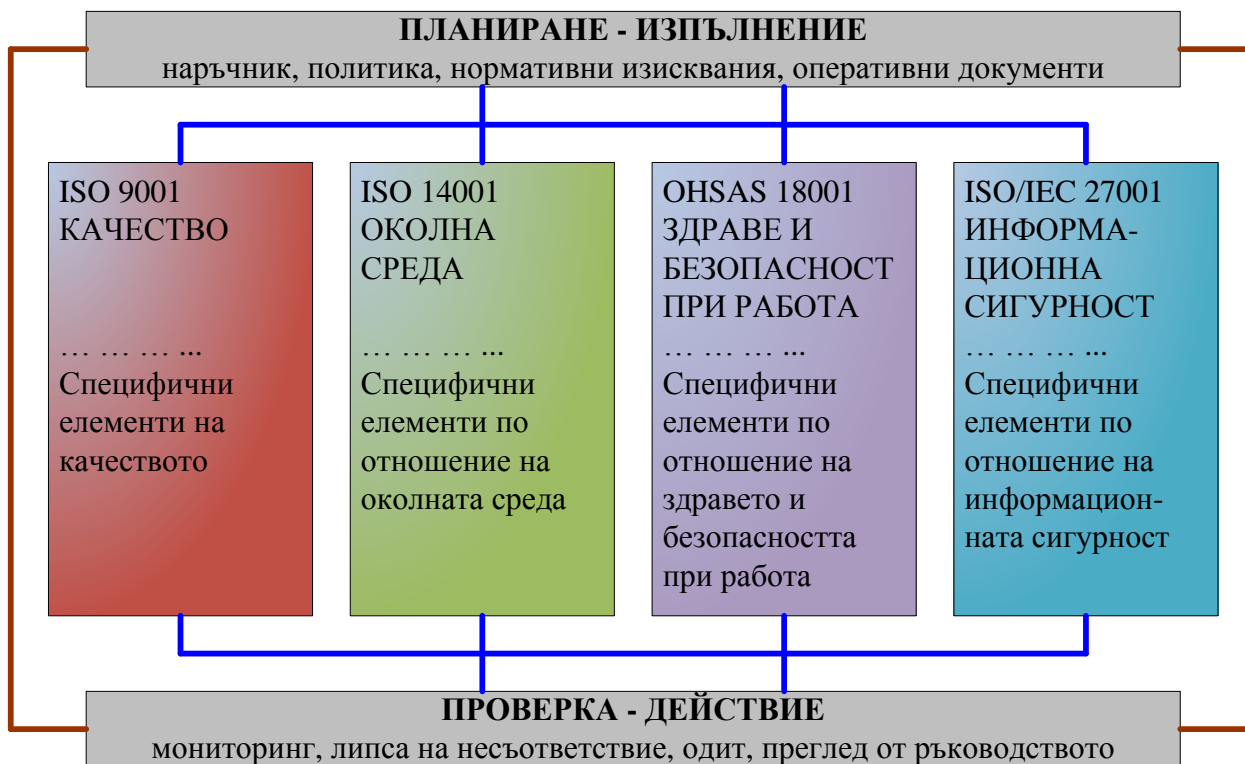 ПЛАНИРАНЕ - ИЗПЪЛНЕНИЕ
наръчник, политика, нормативни изисквания, оперативни документи
ISO 9001
КАЧЕСТВО
… … … ...
Специфични
елементи на
качеството
ISO 14001
ОКОЛНА
СРЕДА
… … … ...
Специфични
елементи по
отношение на
околната среда
OHSAS 18001
ЗДРАВЕ И
БЕЗОПАСНОСТ
ПРИ РАБОТА
… … … ...
Специфични
елементи по
отношение на
здравето и
безопасността
при работа
ISO/IEC 27001
ИНФОРМА-
ЦИОННА
СИГУРНОСТ
… … … ...
Специфични
елементи по
отношение на
информацион-
ната сигурност
ПРОВЕРКА - ДЕЙСТВИЕ
мониторинг, липса на несъответствие, одит, преглед от ръководството